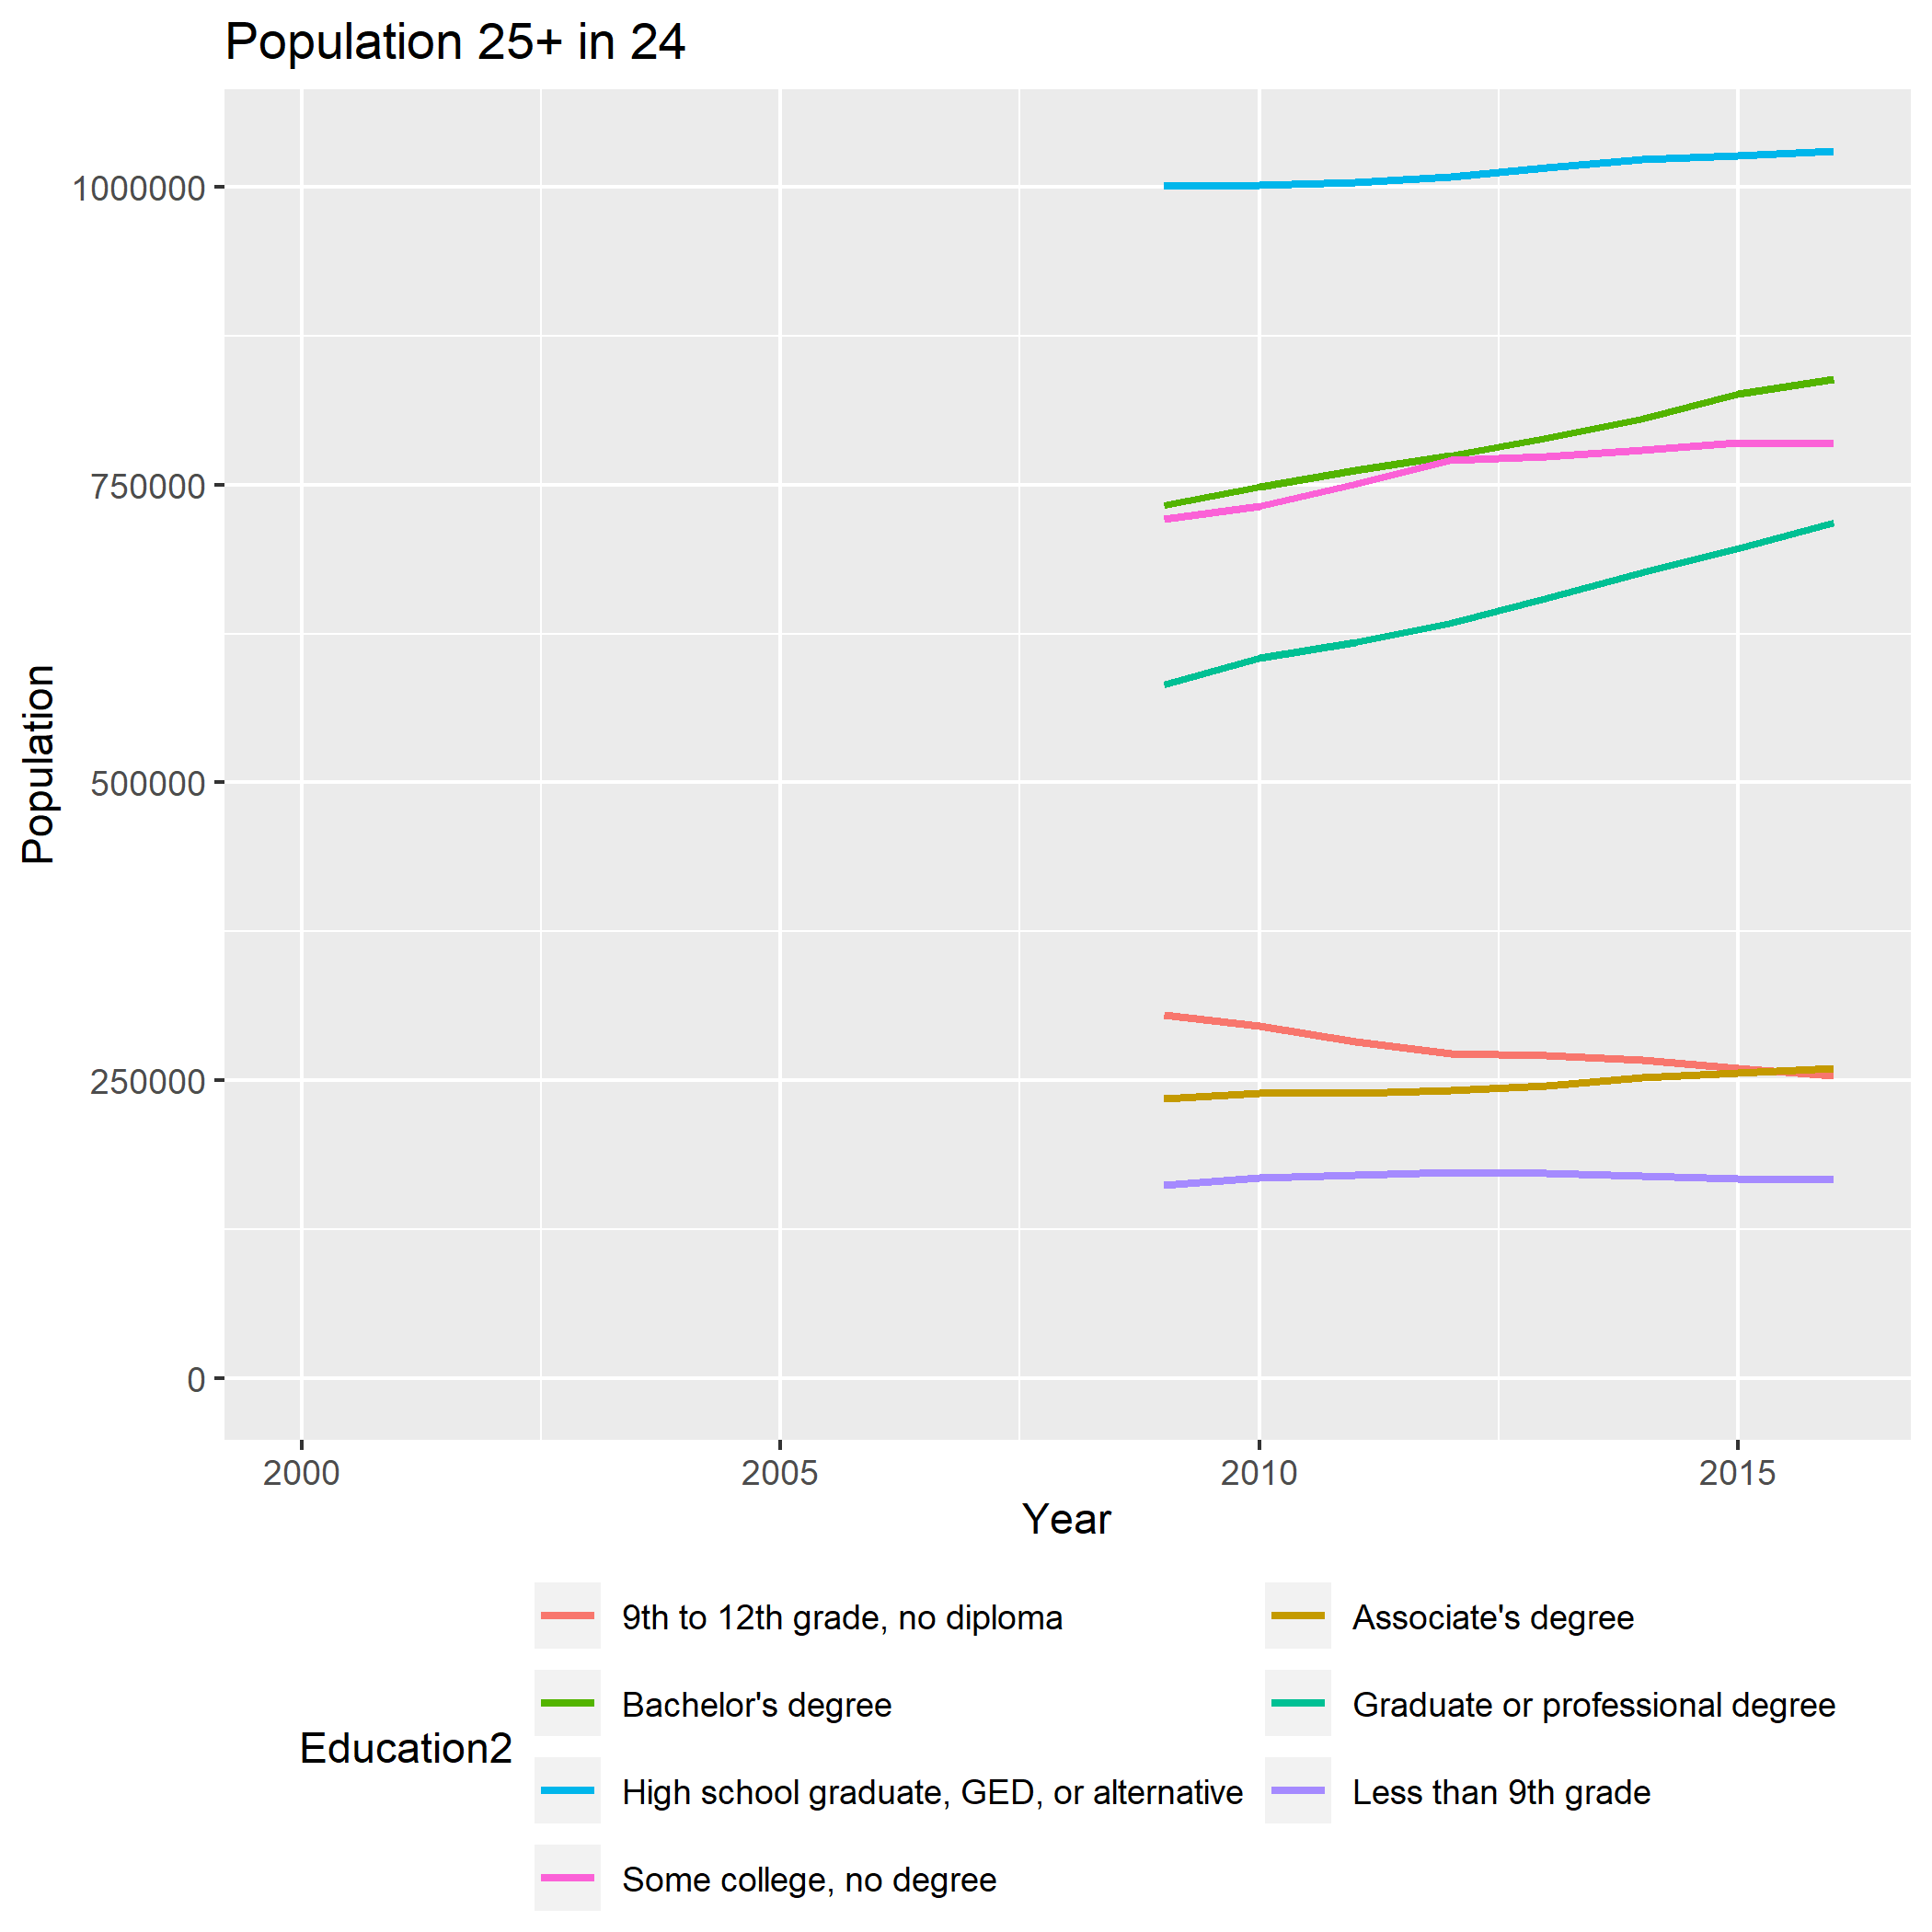 Population 25+ in 24
Population
1000000
750000
500000
250000
0
2000 2005 2010 2015
Year
Education2
9th to 12th grade, no diploma
Bachelor's degree
High school graduate, GED, or alternative
Some college, no degree
Associate's degree
Graduate or professional degree
Less than 9th grade